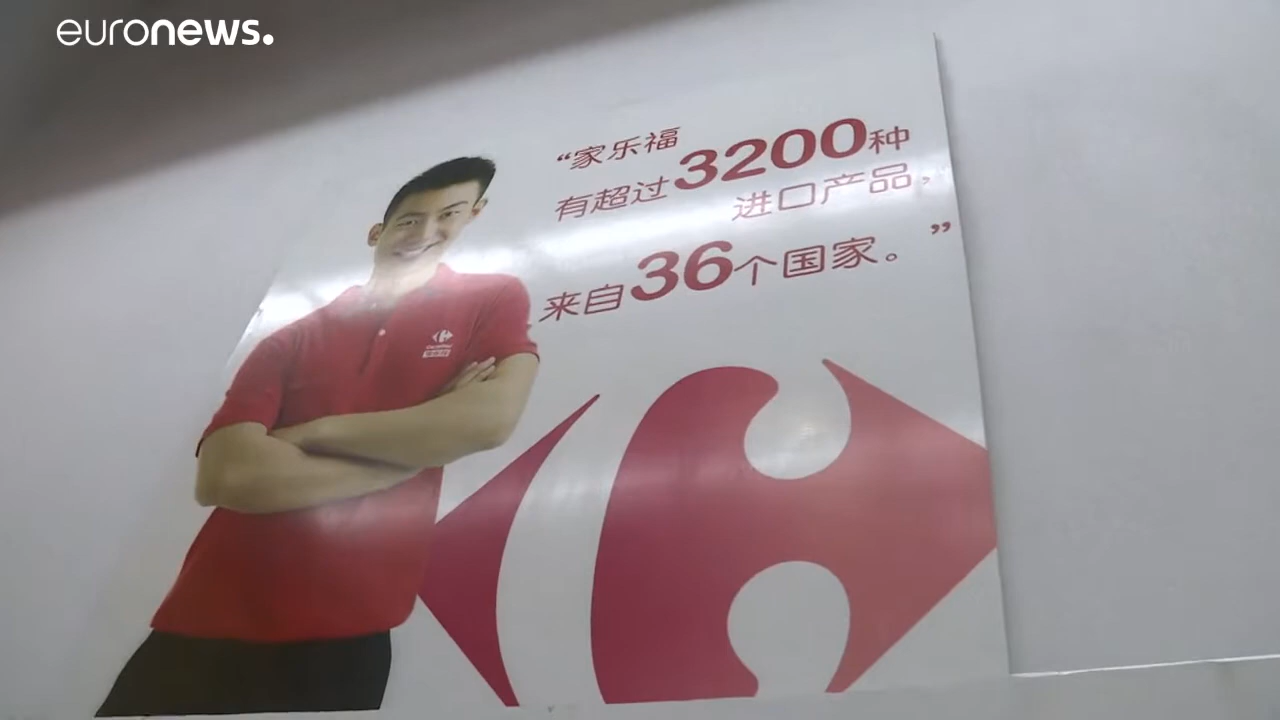 euronews.
“家乐福
有超过3200种
进口产品，
来自36个国家。”